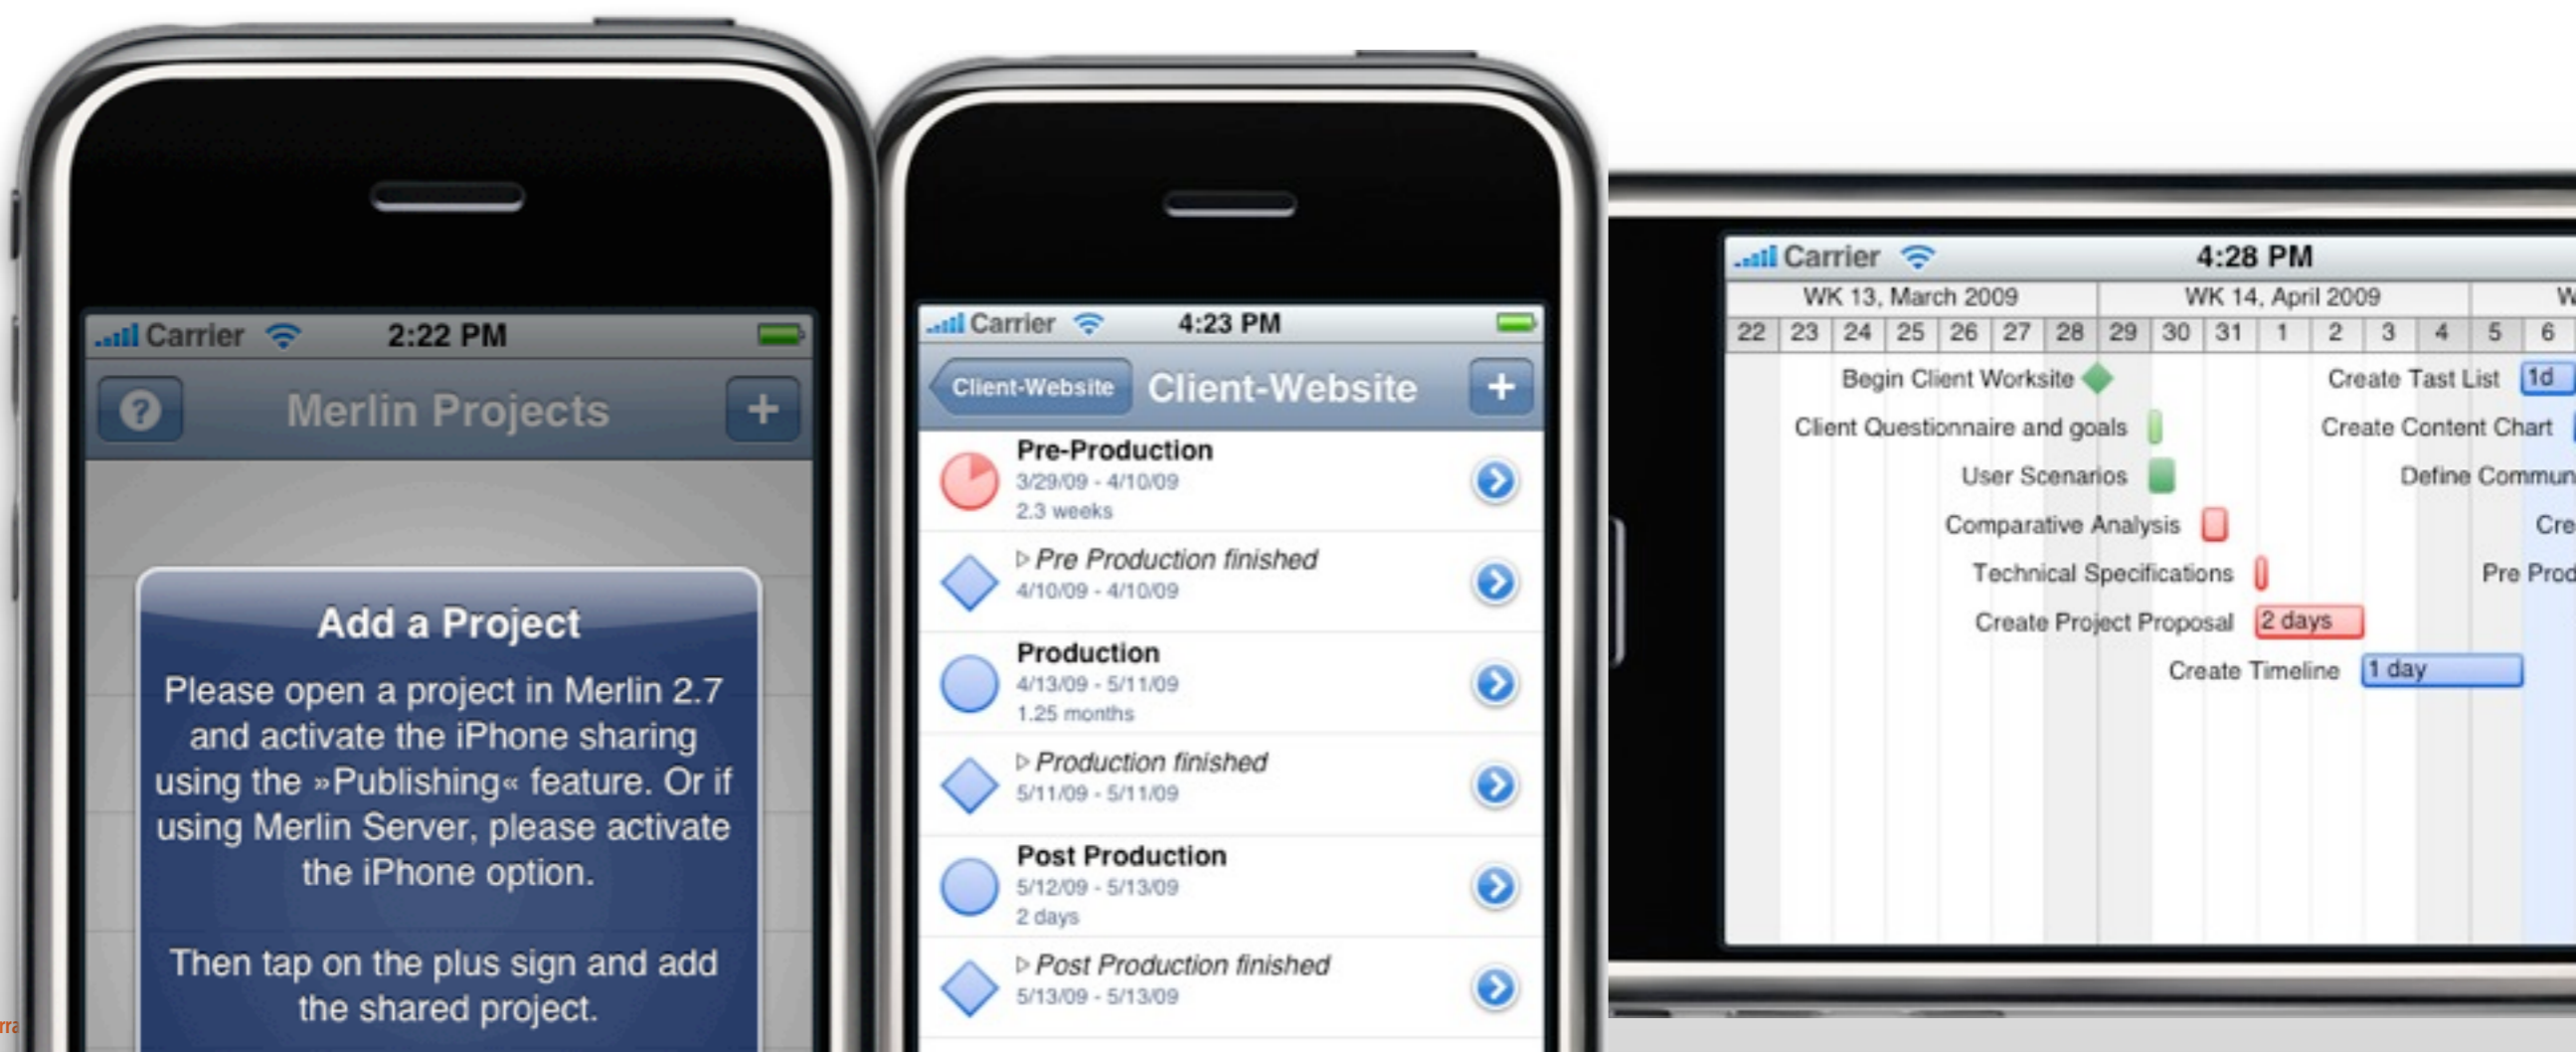 Carrier 2:22 PM
Merlin Projects
Add a Project
Please open a project in Merlin 2.7
and activate the iPhone sharing
using the »Publishing« feature. Or if
using Merlin Server, please activate
the iPhone option.
Then tap on the plus sign and add
the shared project.
Carrier 4:23 PM
Client-Website Client-Website
Pre-Production
3/29/09 - 4/10/09
2.3 weeks
Pre Production finished
4/10/09 - 4/10/09
Production
4/13/09 - 5/11/09
1.25 months
Production finished
5/11/09 - 5/11/09
Post Production
5/12/09 - 5/13/09
2 days
Post Production finished
5/13/09 - 5/13/09
Carrier 4:28 PM
WK 13, March 2009 WK 14, April 2009 W
22 23 24 25 26 27 28 29 30 31 1 2 3 4 5 6
Begin Client Worksite Create Tast List 1d
Client Questionnaire and goals Create Content Chart
User Scenarios Define Commun
Comparative Analysis Cre
Technical Specifications Pre Prod
Create Project Proposal 2 days
Create Timeline 1 day
rra